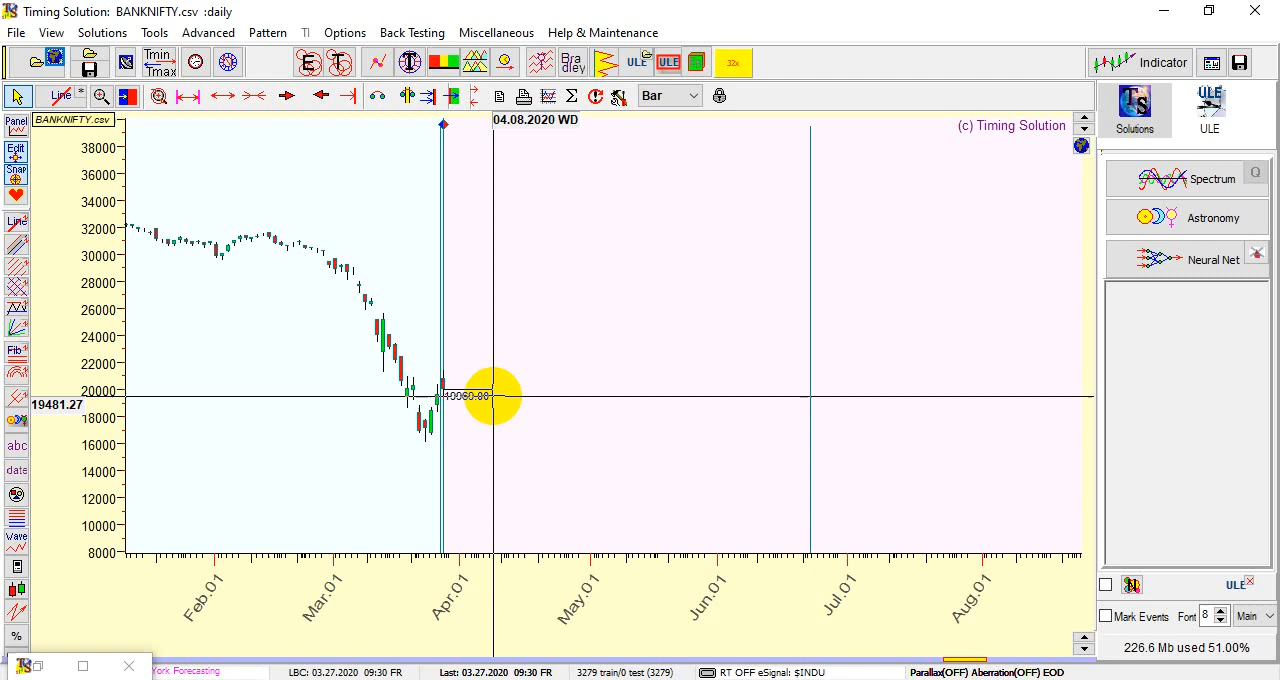 Timing Solution: BANKNIFTY.csv :daily
File View Solutions Tools Advanced Pattern TI Options Back Testing Miscellaneous Help & Maintenance
Tmin Tmax E T T Bra dley ULE ULE 32x Indicator
Line * Bar
Panel
Edit
Snap
Line
Fib
abc
date
Wave
%
BANKNIFTY.csv
04.08.2020 WD
(c) Timing Solution
38000
36000
34000
32000
30000
28000
26000
24000
22000
20000
19481.27
18000
16000
14000
12000
10000
8000
Feb.01 Mar.01 Apr.01 May.01 Jun.01 Jul.01 Aug.01
TS ULE
Solutions ULE
Spectrum Q
Astronomy
Neural Net
ULE
Mark Events Font 8 Main
226.6 Mb used 51.00%
York Forecasting LBC: 03.27.2020 09:30 FR Last: 03.27.2020 09:30 FR 3279 train/0 test (3279) RT OFF eSignal: $INDU Parallax(OFF) Aberration(OFF) EOD